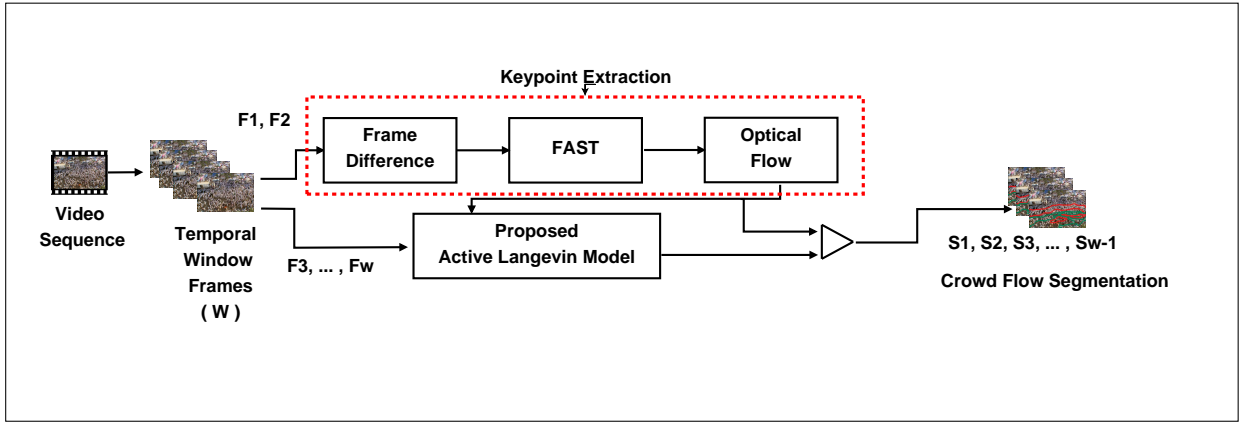 Keypoint Extraction
F1, F2
Frame
Difference
FAST
Optical
Flow
Video
Sequence
Temporal
Window
Frames
( W )
F3, ... , Fw
Proposed
Active Langevin Model
S1, S2, S3, ... , Sw-1
Crowd Flow Segmentation